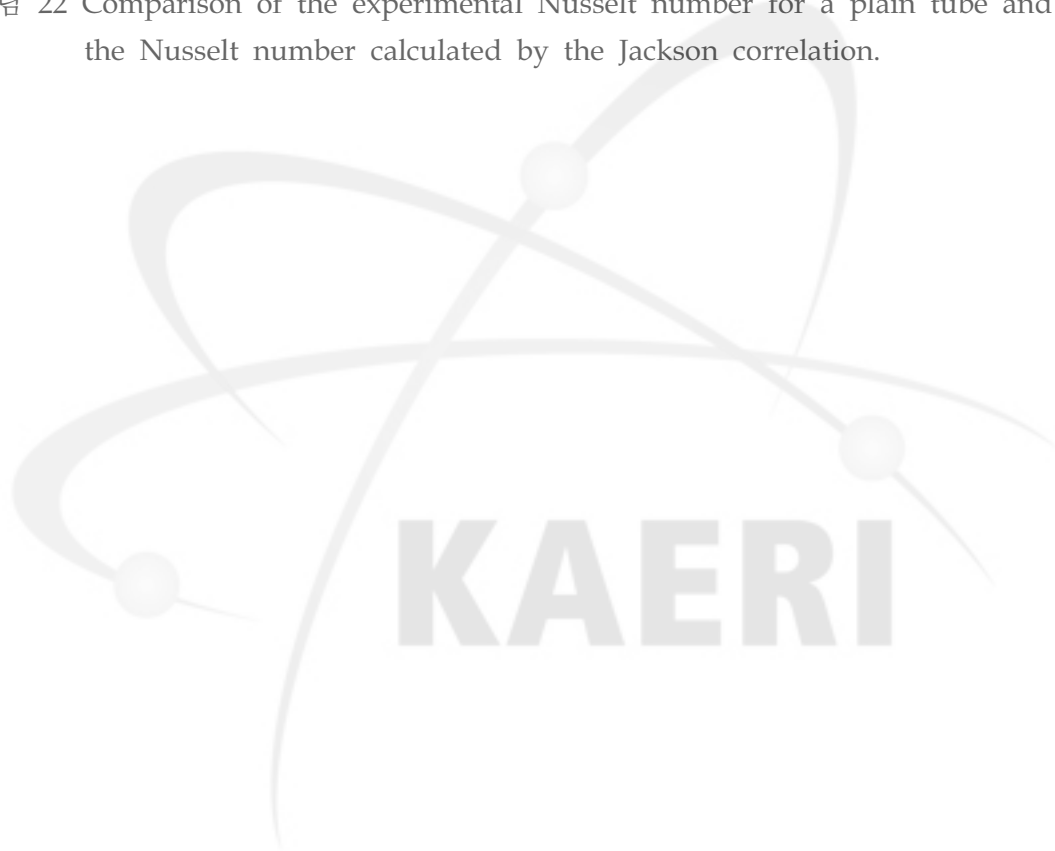 22 Comparison of the experimental Nusselt number for a plain tube and
the Nusselt number calculated by the Jackson correlation.
KAERI